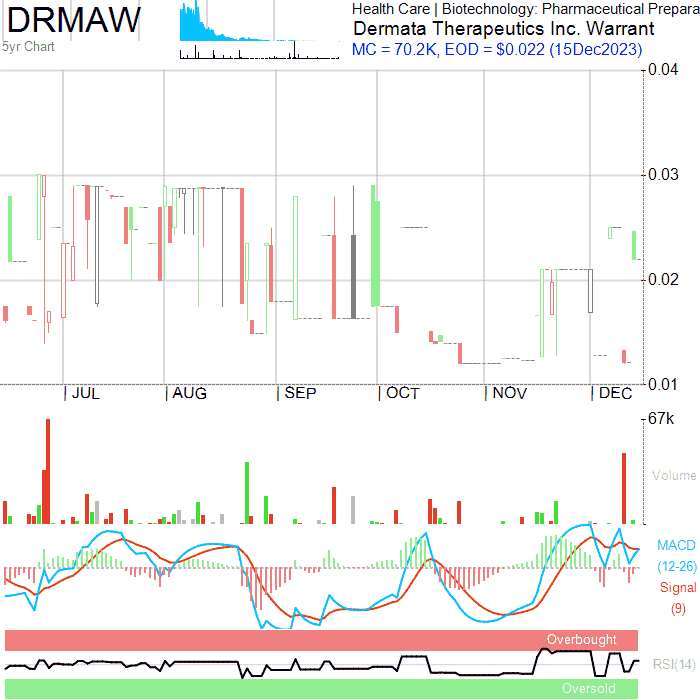 DRMAW
5yr Chart
Health Care | Biotechnology: Pharmaceutical Prepara
Dermata Therapeutics Inc. Warrant
MC = 70.2K, EOD = $0.022 (15Dec2023)
0.04
0.03
0.02
0.01
| JUL | AUG | SEP | OCT | NOV | DEC
67k
Volume
MACD
(12-26)
Signal
(9)
Overbought
RSI(14)
Oversold